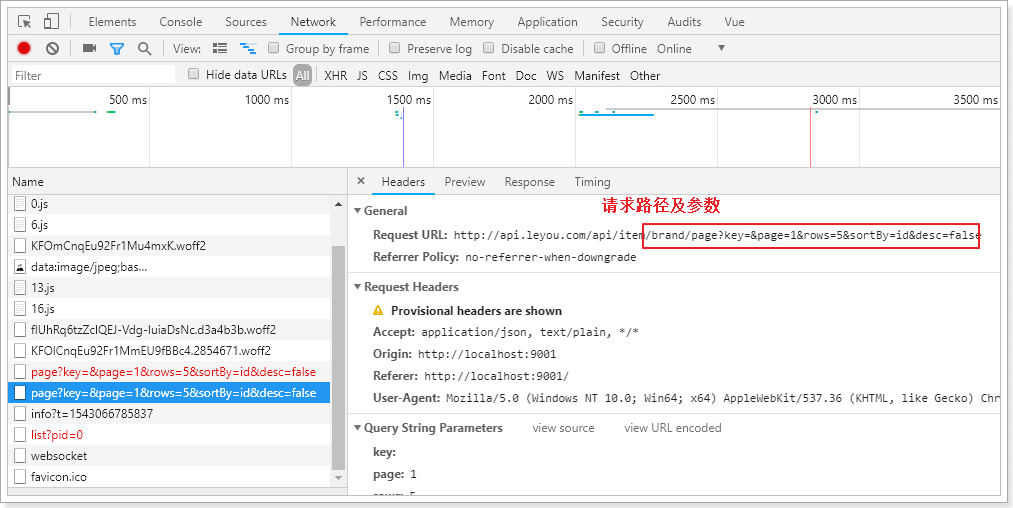 Elements Console Sources Network Performance Memory Application Security Audits Vue
View: Group by frame Preserve log Disable cache Offline Online
Filter Hide data URLs All XHR JS CSS Img Media Font Doc WS Manifest Other
500 ms 1000 ms 1500 ms 2000 ms 2500 ms 3000 ms 3500 ms
Name
0.js
6.js
KFOmCnqEu92Fr1Mu4mxK.woff2
data:image/jpeg;bas...
13.js
16.js
flUhRq6tzZclQEJ-Vdg-IuiaDsNc.d3a4b3b.woff2
KFOlCnqEu92Fr1MmEU9fBBc4.2854671.woff2
page?key=&page=1&rows=5&sortBy=id&desc=false
page?key=&page=1&rows=5&sortBy=id&desc=false
info?t=1543066785837
list?pid=0
websocket
favicon.ico
× Headers Preview Response Timing
请求路径及参数
General
Request URL: http://api.leyou.com/api/item/brand/page?key=&page=1&rows=5&sortBy=id&desc=false
Referrer Policy: no-referrer-when-downgrade
Request Headers
Provisional headers are shown
Accept: application/json, text/plain, */*
Origin: http://localhost:9001
Referer: http://localhost:9001/
User-Agent: Mozilla/5.0 (Windows NT 10.0; Win64; x64) AppleWebKit/537.36 (KHTML, like Gecko) Chr
Query String Parameters view source view URL encoded
key:
page: 1
rows: 5